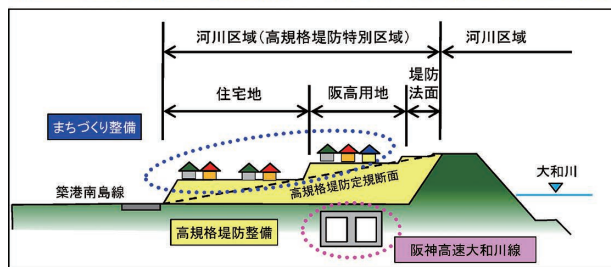 河川区域(高規格堤防特別区域)
河川区域
住宅地
阪高用地
堤防
法面
まちづくり整備
大和川
高規格堤防定規断面
築港南島線
高規格堤防整備
阪神高速大和川線